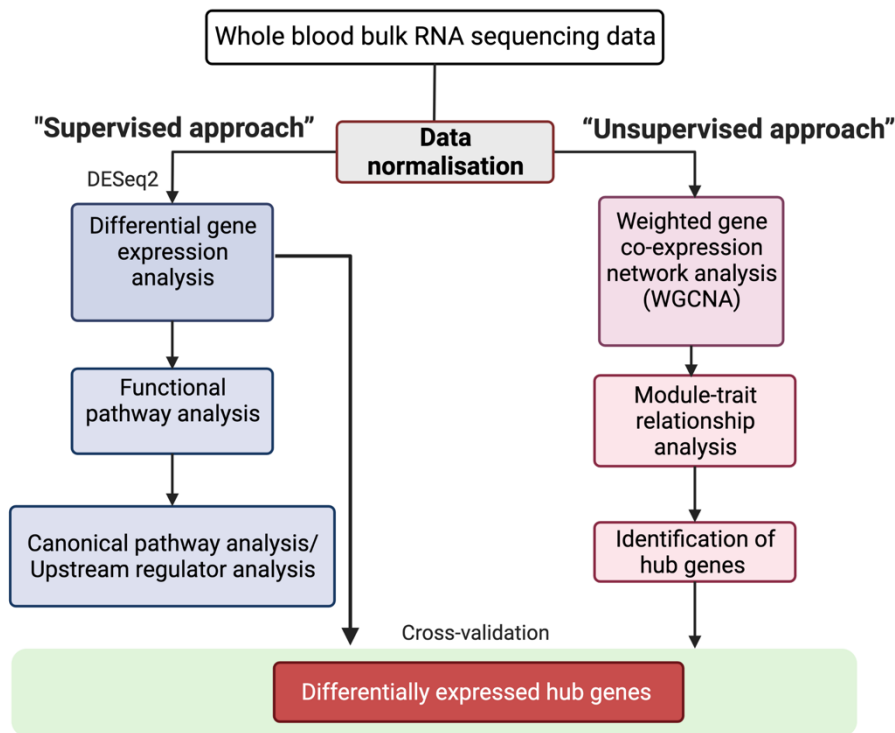 Whole blood bulk RNA sequencing data
"Supervised approach”
Data
normalisation
“Unsupervised approach”
DESeq2
Differential gene
expression
analysis
Functional
pathway analysis
Canonical pathway analysis/
Upstream regulator analysis
Weighted gene
co-expression
network analysis
(WGCNA)
Module-trait
relationship
analysis
Identification of
hub genes
Cross-validation
Differentially expressed hub genes